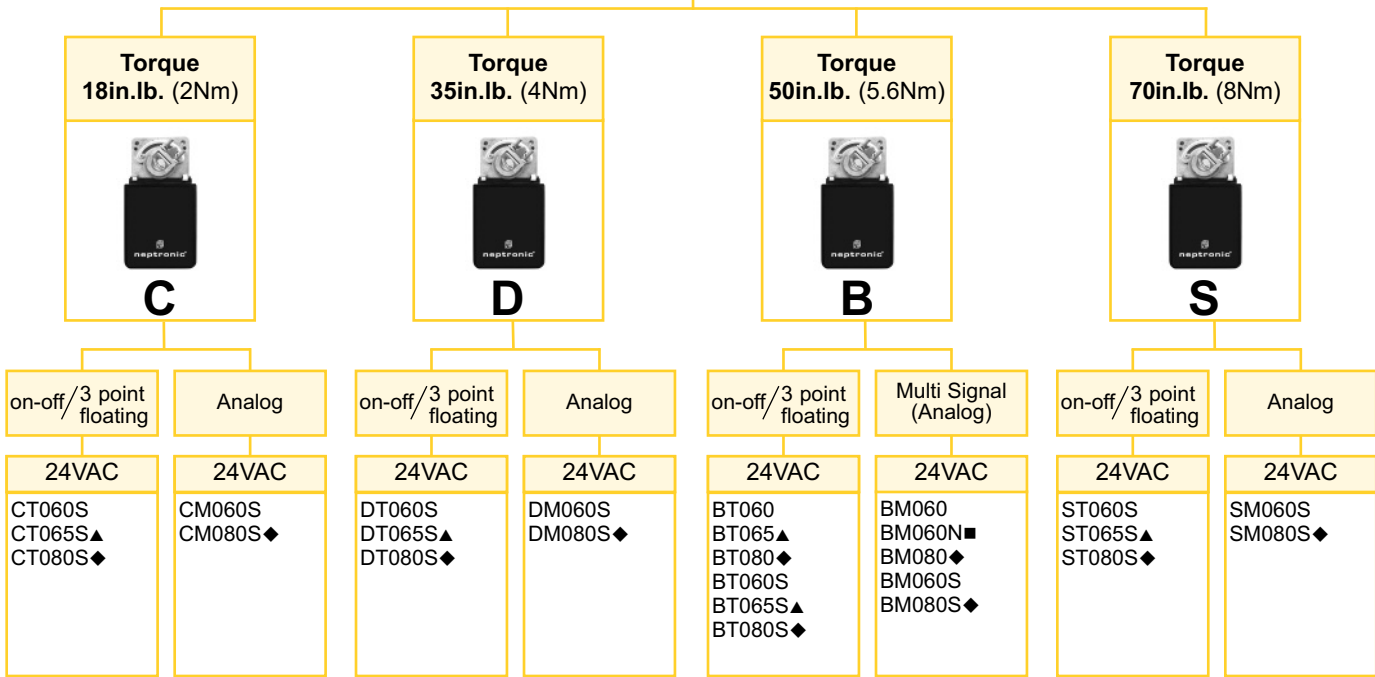 Torque
18in.lb. (2Nm)
neptronic
C
on-off/3 point
floating
24VAC
CT060S
CT065S▲
CT080S◆
Analog
24VAC
CM060S
CM080S◆
Torque
35in.lb. (4Nm)
neptronic
D
on-off/3 point
floating
24VAC
DT060S
DT065S▲
DT080S◆
Analog
24VAC
DM060S
DM080S◆
Torque
50in.lb. (5.6Nm)
neptronic
B
on-off/3 point
floating
24VAC
BT060
BT065▲
BT080◆
BT060S
BT065S▲
BT080S◆
Multi Signal
(Analog)
24VAC
BM060
BM060N■
BM080◆
BM060S
BM080S◆
Torque
70in.lb. (8Nm)
neptronic
S
on-off/3 point
floating
24VAC
ST060S
ST065S▲
ST080S◆
Analog
24VAC
SM060S
SM080S◆